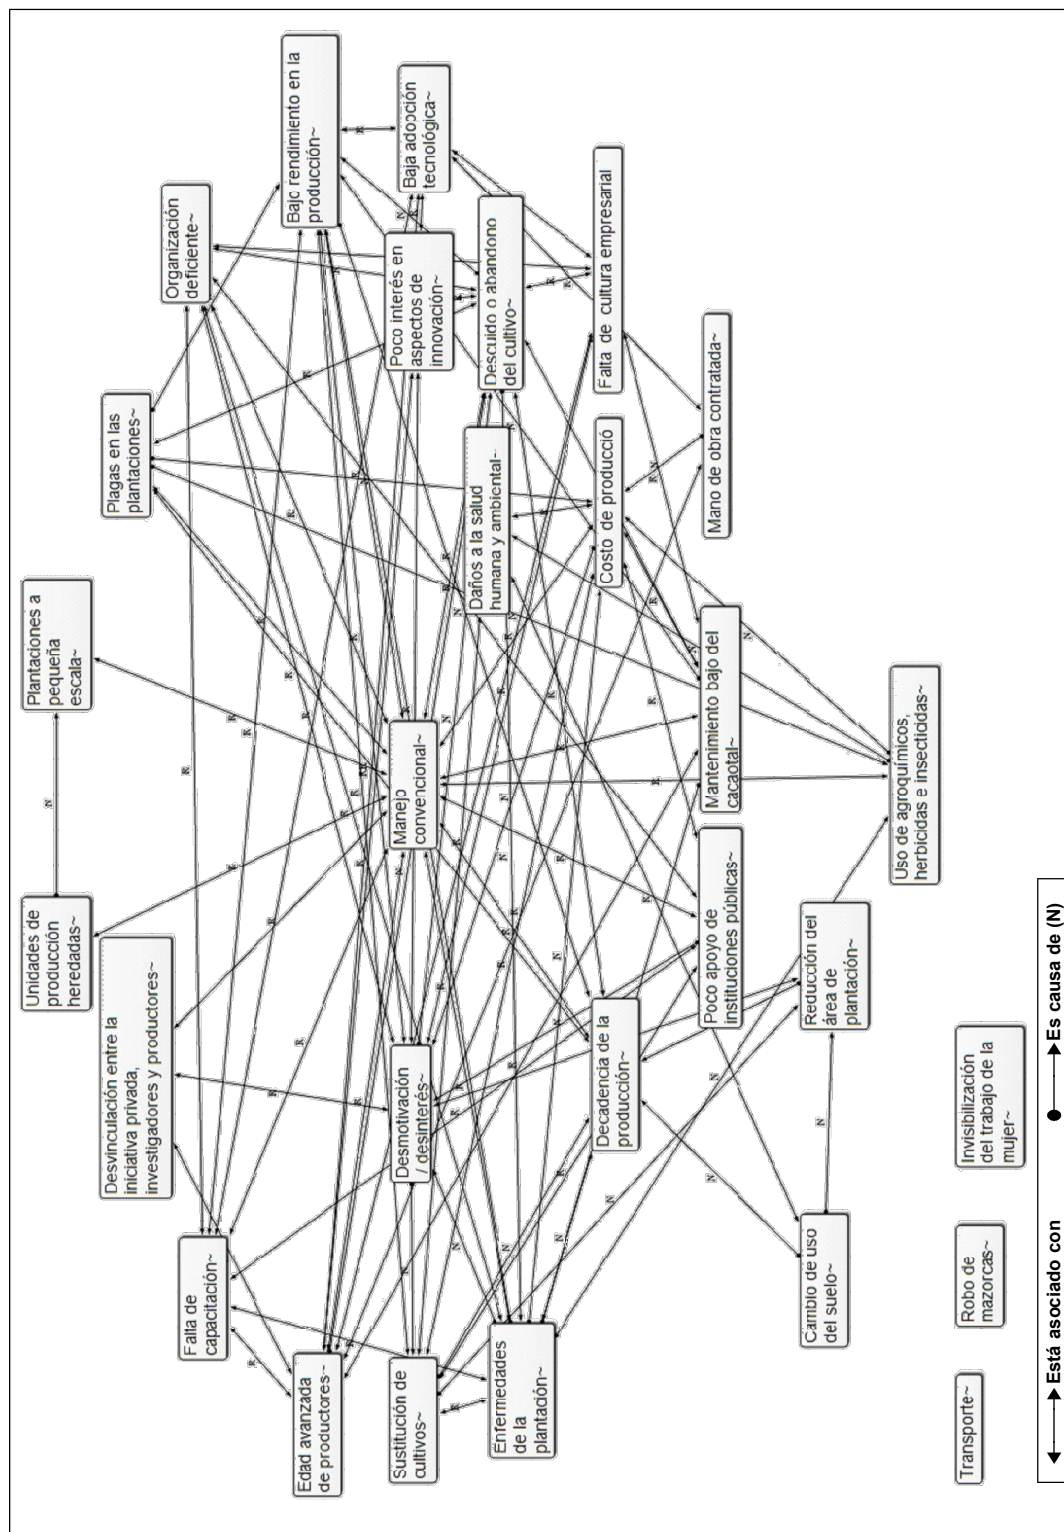 Unidades de
producción
heredadas~
N
Plantaciones a
pequeña
escala~
Desvinculación entre la
iniciativa privada,
investigadores y productores~
Plagas en las
plantaciones~
Organización
deficiente~
Falta de
capacitación~
Bajo rendimiento en la
producción~
Edad avanzada
de productores~
Sustitución de
cultivos~
Desmotivación
/ desinterés~
Manejo
convencional~
Poco interés en
aspectos de
innovación~
Baja adopción
tecnológica~
Enfermedades
de la
plantación~
Daños a la salud
humana y ambiental~
Descuido o abandono
del cultivo~
Decadencia de la
producción~
Costo de producció
Falta de cultura empresarial
Poco apoyo de
instituciones públicas~
Mantenimiento bajo del
cacaotal~
Mano de obra contratada~
Cambio de uso
del suelo~
N
Reducción del
área de
plantación~
Uso de agroquímicos,
herbicidas e insecticidas~
Transporte~
Robo de
mazorcas~
Invisibilización
del trabajo de la
mujer~
Está asociado con
Es causa de (N)